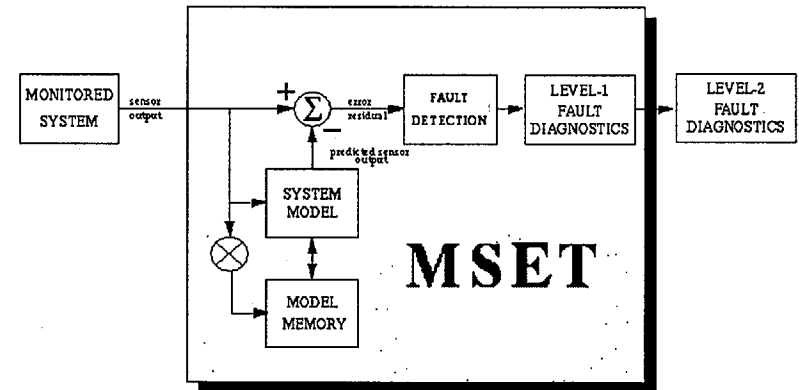 MONITORED
SYSTEM
sensor
output
+
Σ
−
error
residual
FAULT
DETECTION
LEVEL-1
FAULT
DIAGNOSTICS
LEVEL-2
FAULT
DIAGNOSTICS
predicted sensor
output
SYSTEM
MODEL
MODEL
MEMORY
MSET